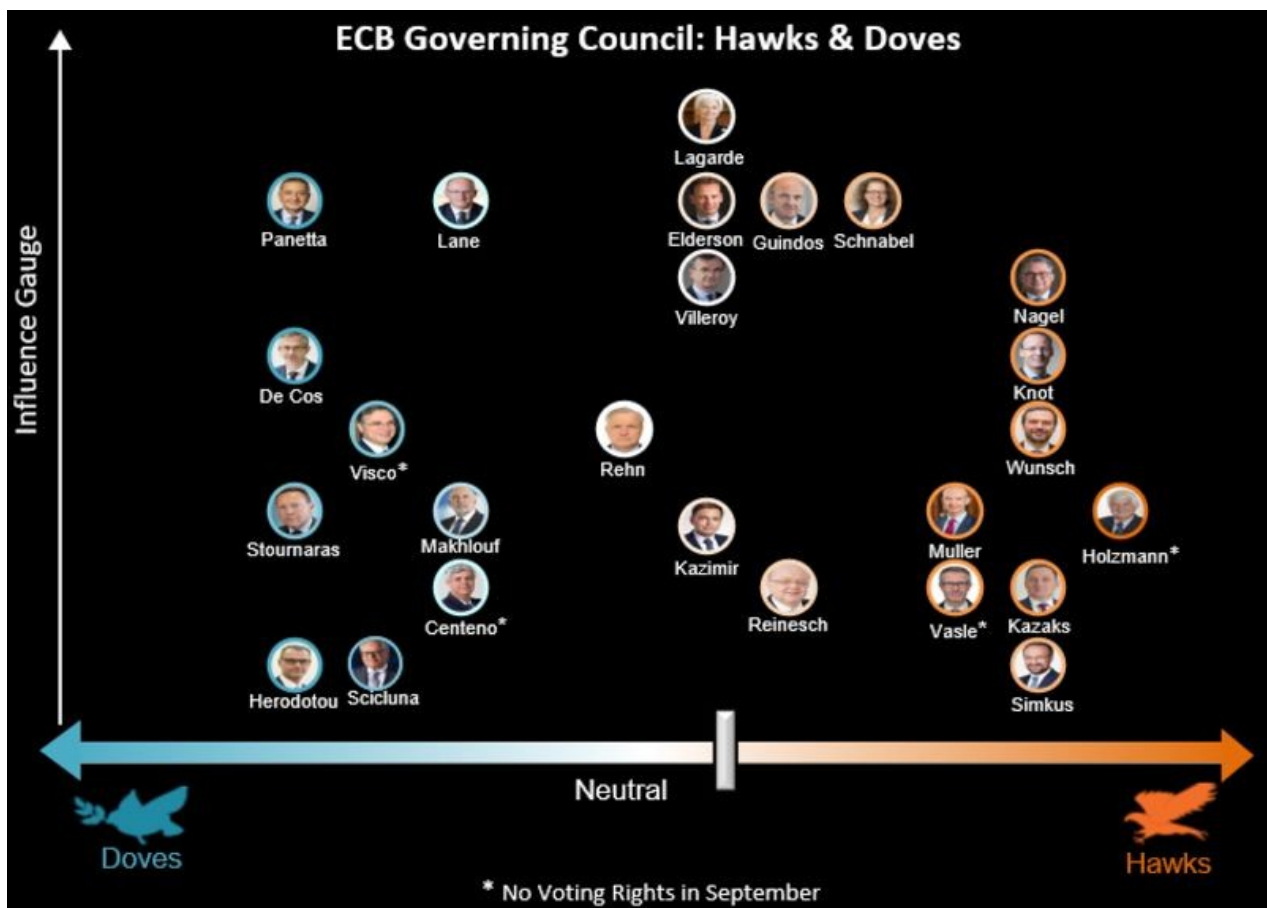 ECB Governing Council: Hawks & Doves
Influence Gauge
Lagarde
Panetta
Lane
Elderson
Guindos
Schnabel
Villeroy
Nagel
De Cos
Knot
Visco*
Rehn
Wunsch
Stournaras
Makhlouf
Kazimir
Muller
Holzmann*
Centeno*
Reinesch
Vasle*
Kazaks
Herodotou
Scicluna
Simkus
Neutral
Doves
Hawks
* No Voting Rights in September